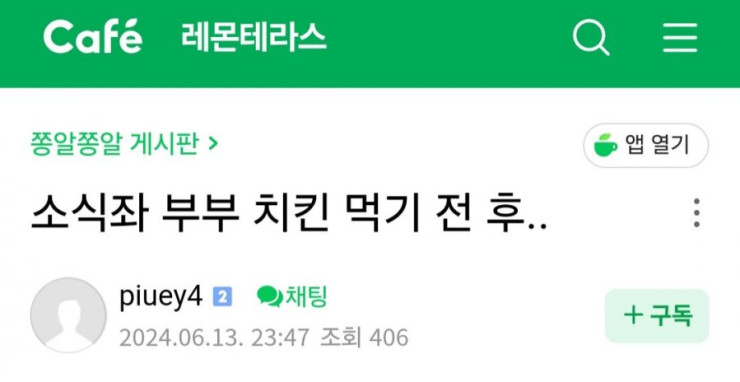 Café 레몬테라스
쫑알쫑알 게시판 >
앱 열기
소식좌 부부 치킨 먹기 전 후..
piuey4 2 채팅
2024.06.13. 23:47 조회 406
+ 구독